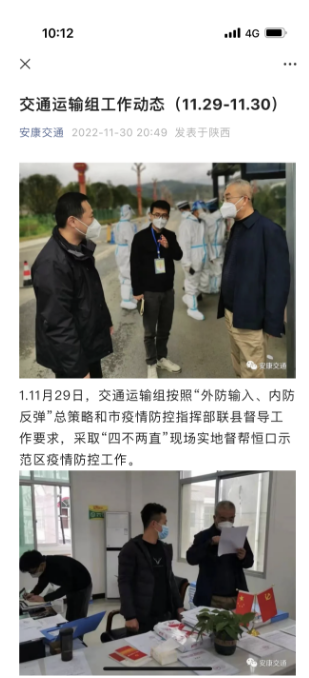 10:12
4G
交通运输组工作动态（11.29-11.30）
安康交通 2022-11-30 20:49 发表于陕西
安康交通
1.11月29日，交通运输组按照“外防输入、内防
反弹”总策略和市疫情防控指挥部联县督导工
作要求，采取“四不两直”现场实地督帮恒口示
范区疫情防控工作。
安康交通